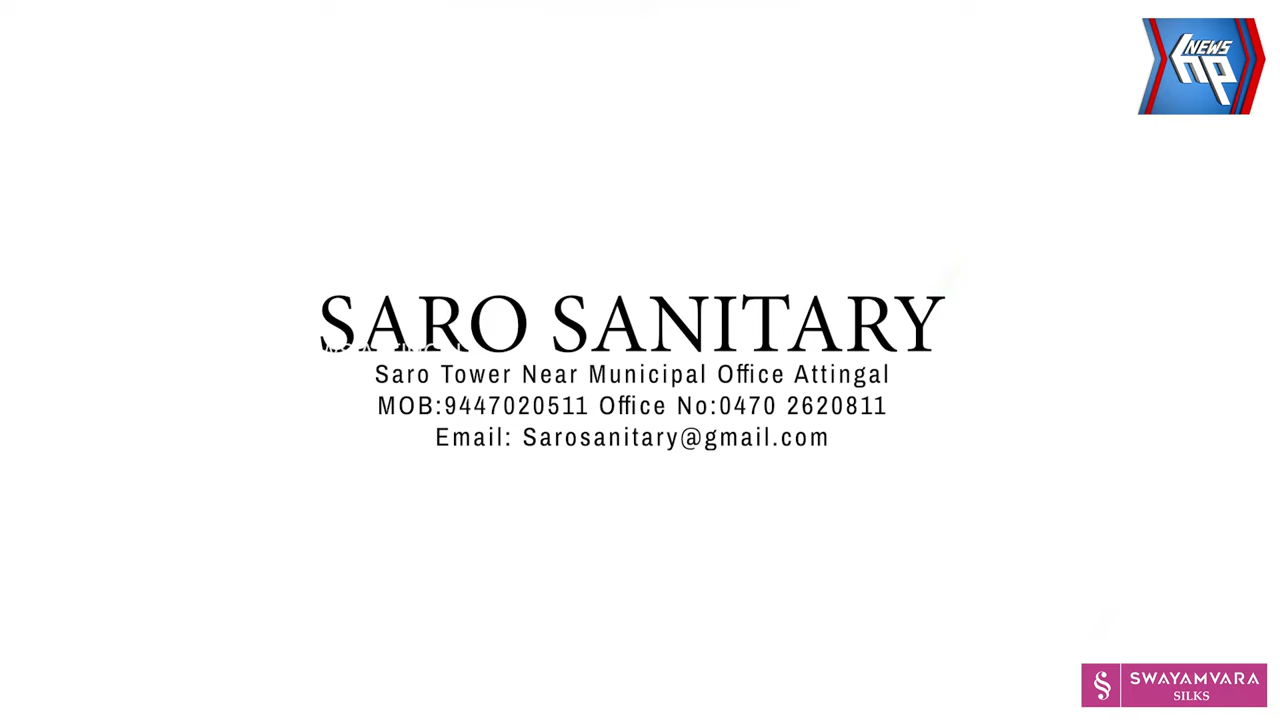 NEWS
hp
SARO SANITARY
Saro Tower Near Municipal Office Attingal
MOB:9447020511 Office No:0470 2620811
Email: Sarosanitary@gmail.com
SWAYAMVARA
SILKS